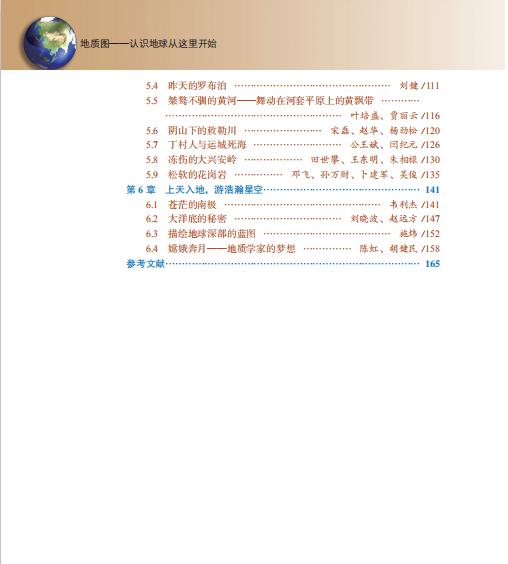 地质图——认识地球从这里开始
5.4 昨天的罗布泊 …… 刘健 /111
5.5 桀骜不驯的黄河——舞动在河套平原上的黄飘带 ……
…… 叶培盛、贾丽云 /116
5.6 阴山下的敕勒川 …… 宋磊、赵华、杨劲松 /120
5.7 丁村人与运城死海 …… 公王斌、闫纪元 /126
5.8 冻伤的大兴安岭 …… 田世攀、王东明、朱相禄 /130
5.9 松软的花岗岩 …… 邓飞、孙万财、卜建军、吴俊 /135
第 6 章 上天入地，游浩瀚星空 …… 141
6.1 苍茫的南极 …… 韦利杰 /141
6.2 大洋底的秘密 …… 刘晓波、赵远方 /147
6.3 描绘地球深部的蓝图 …… 施炜 /152
6.4 嫦娥奔月——地质学家的梦想 …… 陈虹、胡健民 /158
参考文献 …… 165